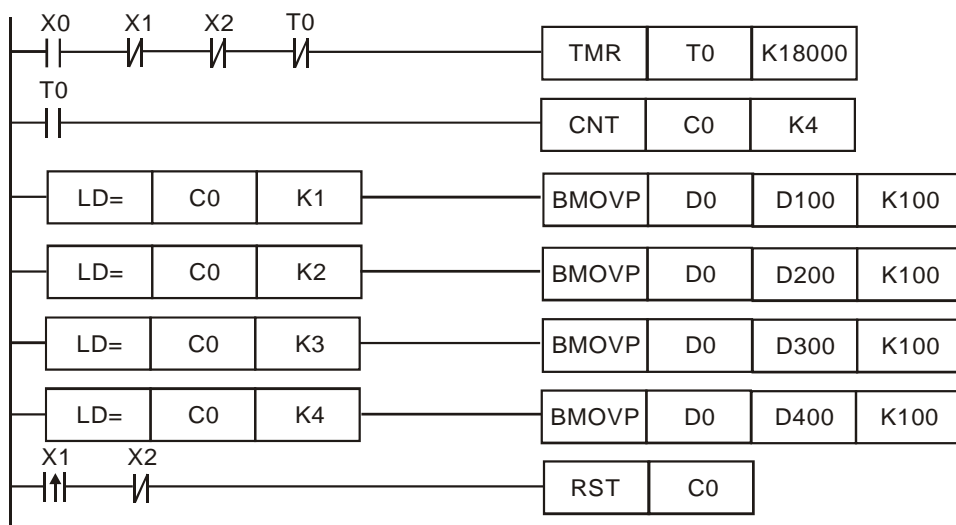 X0 X1 X2 T0
TMR T0 K18000
T0
CNT C0 K4
LD= C0 K1 BMOVP D0 D100 K100
LD= C0 K2 BMOVP D0 D200 K100
LD= C0 K3 BMOVP D0 D300 K100
LD= C0 K4 BMOVP D0 D400 K100
X1 X2
RST C0